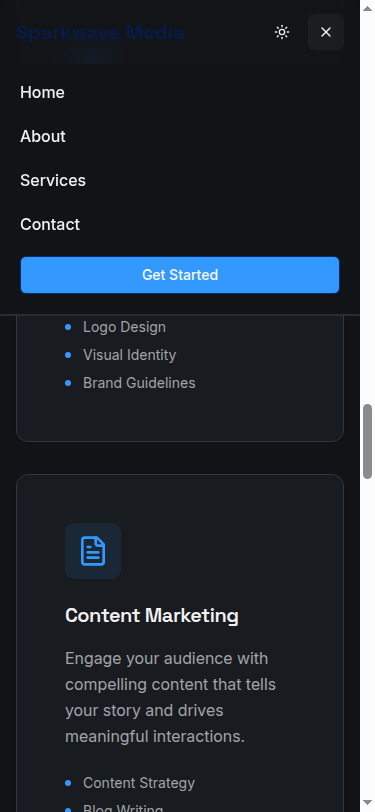 Sparkwave Media
Home
About
Services
Contact
Get Started
Logo Design
Visual Identity
Brand Guidelines
Content Marketing
Engage your audience with
compelling content that tells
your story and drives
meaningful interactions.
Content Strategy
Blog Writing